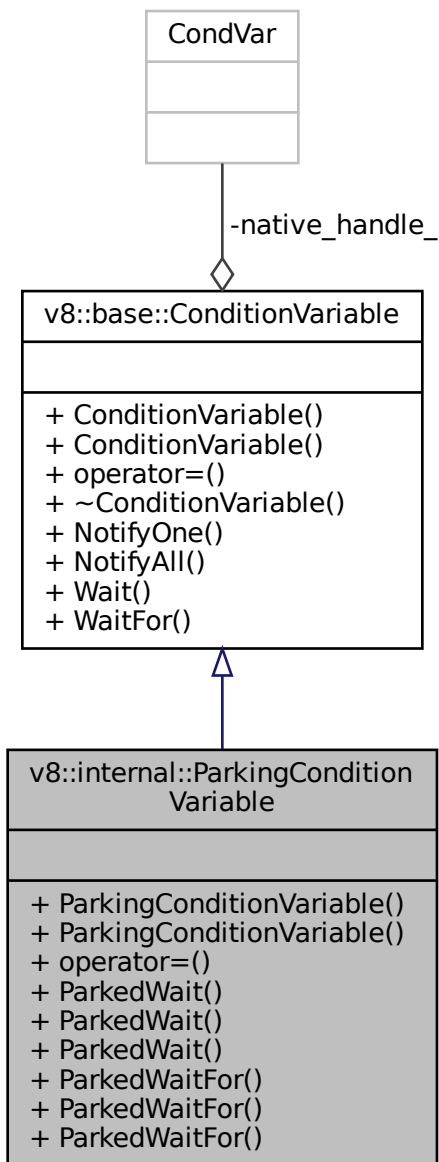 CondVar
-native_handle_
v8::base::ConditionVariable
+ ConditionVariable()
+ ConditionVariable()
+ operator=()
+ ~ConditionVariable()
+ NotifyOne()
+ NotifyAll()
+ Wait()
+ WaitFor()
v8::internal::ParkingCondition
Variable
+ ParkingConditionVariable()
+ ParkingConditionVariable()
+ operator=()
+ ParkedWait()
+ ParkedWait()
+ ParkedWait()
+ ParkedWaitFor()
+ ParkedWaitFor()
+ ParkedWaitFor()